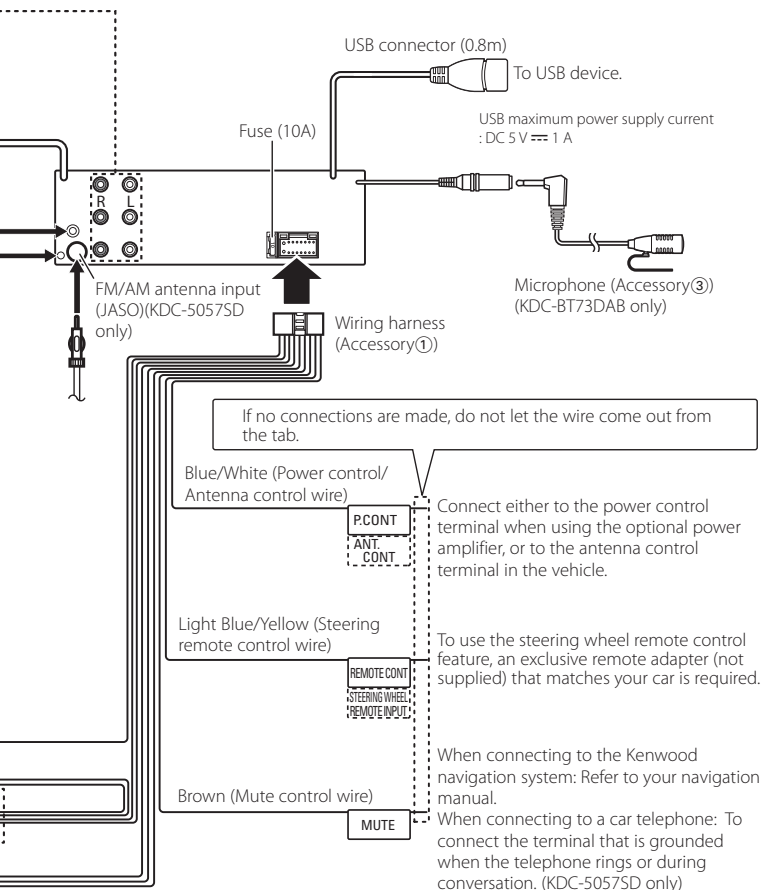 USB connector (0.8m)
To USB device.
USB maximum power supply current
: DC 5 V ⎓ 1 A
Fuse (10A)
R L
FM/AM antenna input
(JASO)(KDC-5057SD
only)
Microphone (Accessory③)
(KDC-BT73DAB only)
Wiring harness
(Accessory①)
If no connections are made, do not let the wire come out from
the tab.
Blue/White (Power control/
Antenna control wire)
P.CONT
ANT.
CONT
Connect either to the power control
terminal when using the optional power
amplifier, or to the antenna control
terminal in the vehicle.
Light Blue/Yellow (Steering
remote control wire)
REMOTE CONT
STEERING WHEEL
REMOTE INPUT
To use the steering wheel remote control
feature, an exclusive remote adapter (not
supplied) that matches your car is required.
Brown (Mute control wire)
MUTE
When connecting to the Kenwood
navigation system: Refer to your navigation
manual.
When connecting to a car telephone: To
connect the terminal that is grounded
when the telephone rings or during
conversation. (KDC-5057SD only)